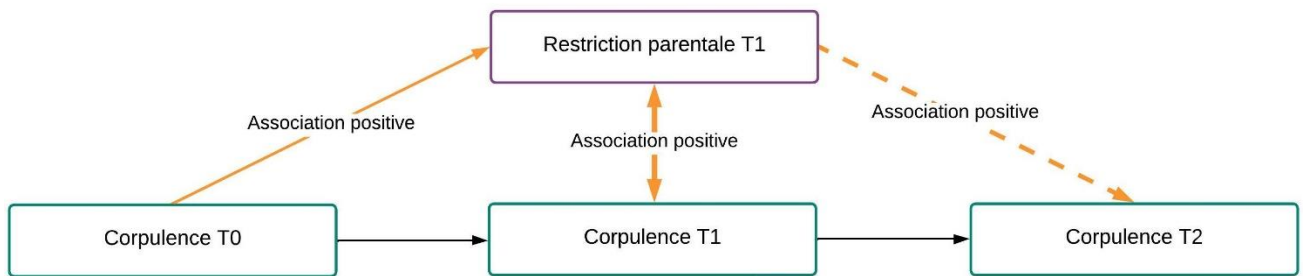 Restriction parentale T1
Association positive
Association positive
Association positive
Corpulence T0
Corpulence T1
Corpulence T2